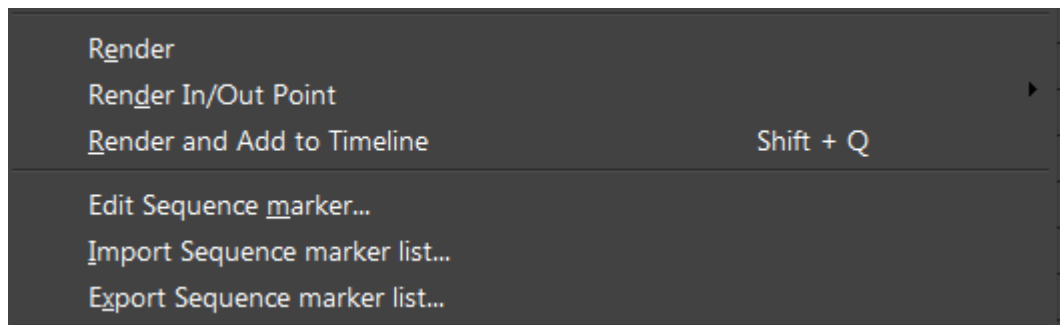 Render
Render In/Out Point
Render and Add to Timeline Shift + Q
Edit Sequence marker...
Import Sequence marker list...
Export Sequence marker list...